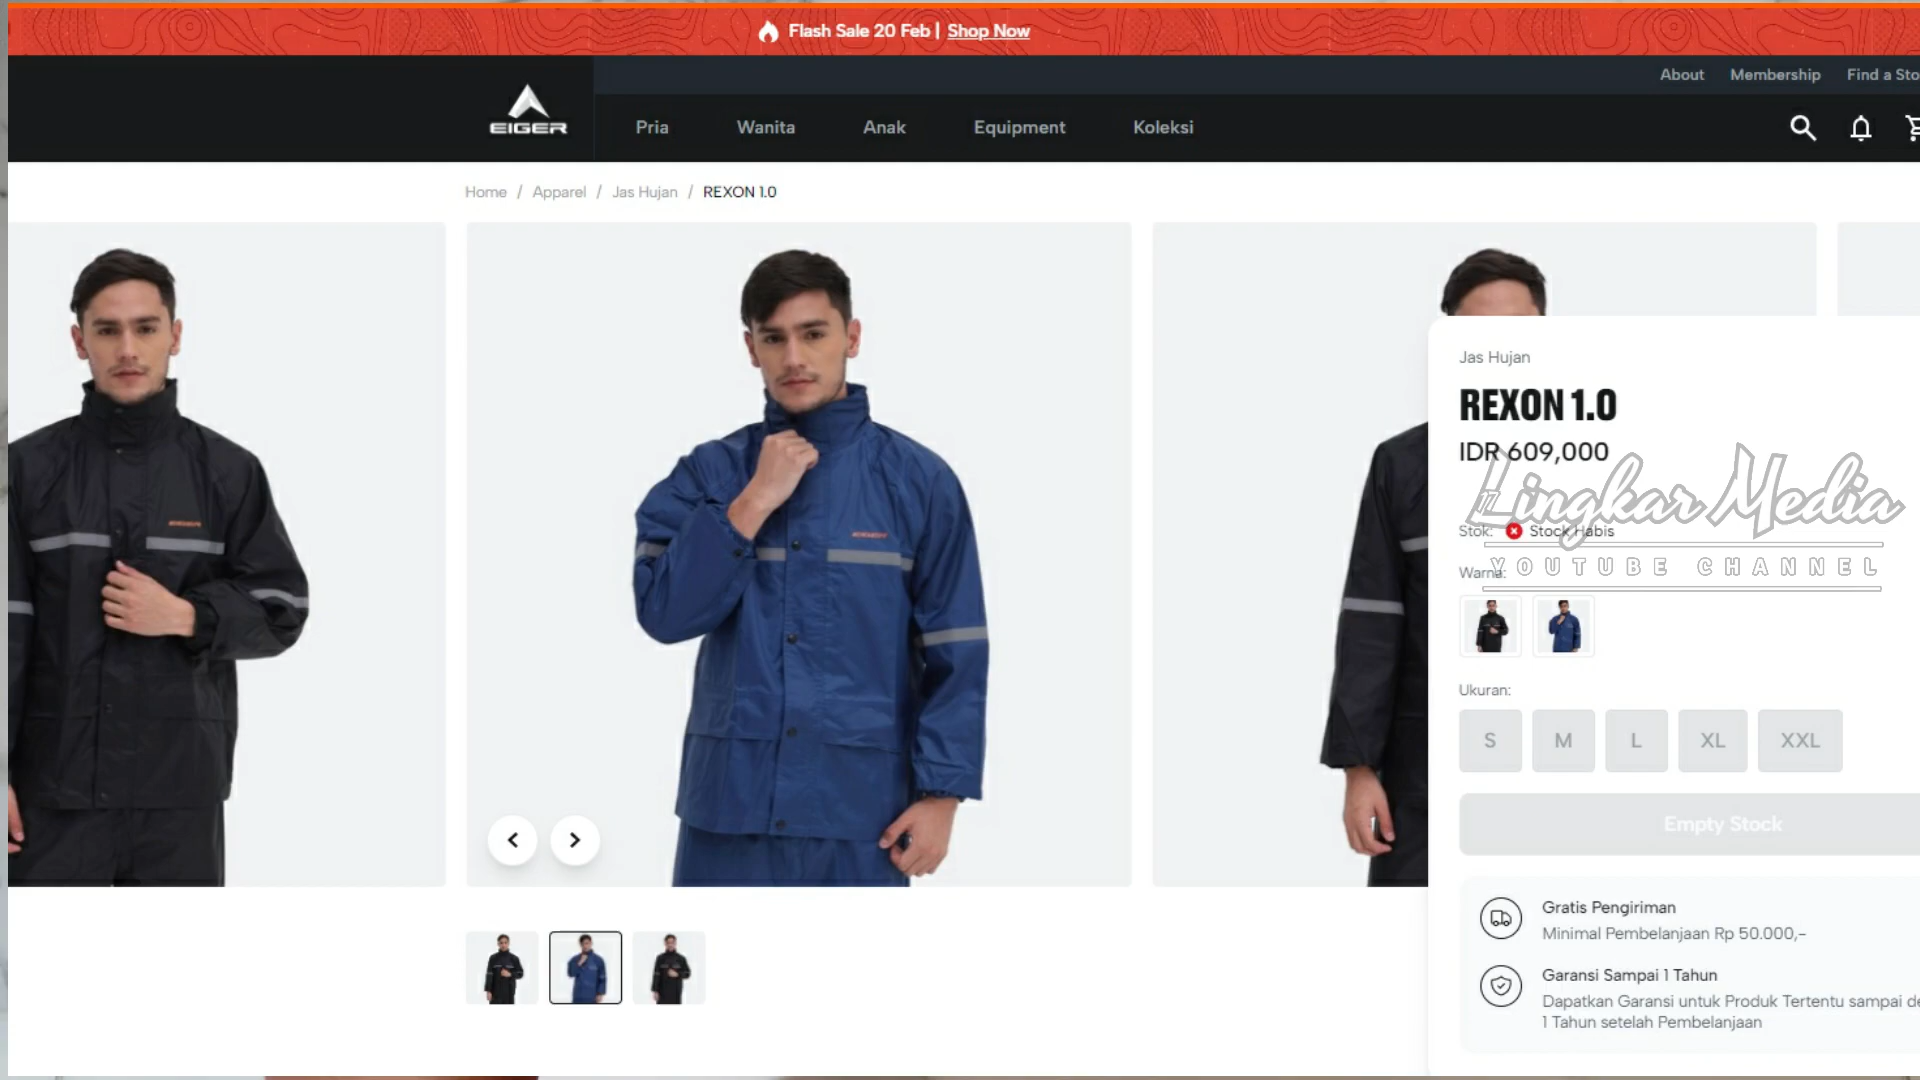 Flash Sale 20 Feb | Shop Now
About Membership Find a Sto
EIGER
Pria Wanita Anak Equipment Koleksi
Home / Apparel / Jas Hujan / REXON 1.0
Jas Hujan
REXON 1.0
IDR 609,000
17 Lingkar Media
Stok: Stock Habis
YOUTUBE CHANNEL
Warna:
Ukuran:
S M L XL XXL
Empty Stock
Gratis Pengiriman
Minimal Pembelanjaan Rp 50.000,-
Garansi Sampai 1 Tahun
Dapatkan Garansi untuk Produk Tertentu sampai de
1 Tahun setelah Pembelanjaan